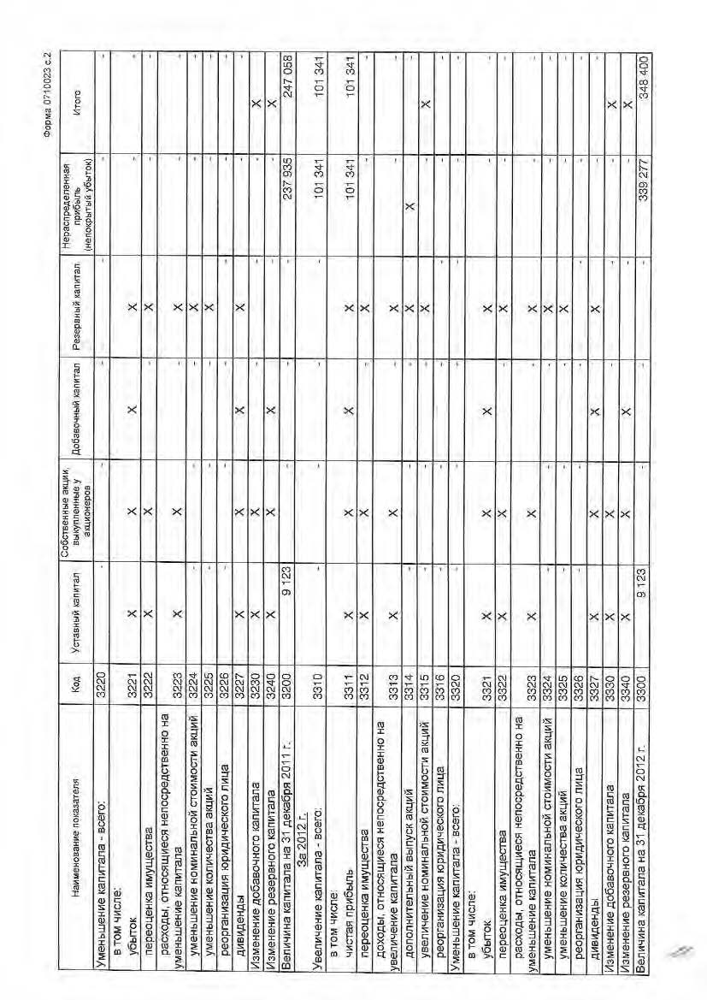 Форма 0710023 с.2
Наименование показателя Код Уставный капитал Собственные акции, выкупленные у акционеров Добавочный капитал Резервный капитал Нераспределенная прибыль (непокрытый убыток) Итого
Уменьшение капитала - всего: 3220 - - - - - -
в том числе:
убыток 3221 X X X X - -
переоценка имущества 3222 X X - X - -
расходы, относящиеся непосредственно на
уменьшение капитала 3223 X X - X - -
уменьшение номинальной стоимости акций 3224 - - - X - -
уменьшение количества акций 3225 - - - X - -
реорганизация юридического лица 3226 - - - - - -
дивиденды 3227 X X X X - -
Изменение добавочного капитала 3230 X X - - - X
Изменение резервного капитала 3240 X X X - - X
Величина капитала на 31 декабря 2011 г. 3200 9 123 - - - 237 935 247 058
За 2012 г.
Увеличение капитала - всего: 3310 - - - - 101 341 101 341
в том числе:
чистая прибыль 3311 X X X X 101 341 101 341
переоценка имущества 3312 X X - X - -
доходы, относящиеся непосредственно на
увеличение капитала 3313 X X - X - -
дополнительный выпуск акций 3314 - - - X X -
увеличение номинальной стоимости акций 3315 - - - X - X
реорганизация юридического лица 3316 - - - - - -
Уменьшение капитала - всего: 3320 - - - - - -
в том числе:
убыток 3321 X X X X - -
переоценка имущества 3322 X X - X - -
расходы, относящиеся непосредственно на
уменьшение капитала 3323 X X - X - -
уменьшение номинальной стоимости акций 3324 - - - X - -
уменьшение количества акций 3325 - - - X - -
реорганизация юридического лица 3326 - - - - - -
дивиденды 3327 X X X X - -
Изменение добавочного капитала 3330 X X - - - X
Изменение резервного капитала 3340 X X X - - X
Величина капитала на 31 декабря 2012 г. 3300 9 123 - - - 339 277 348 400